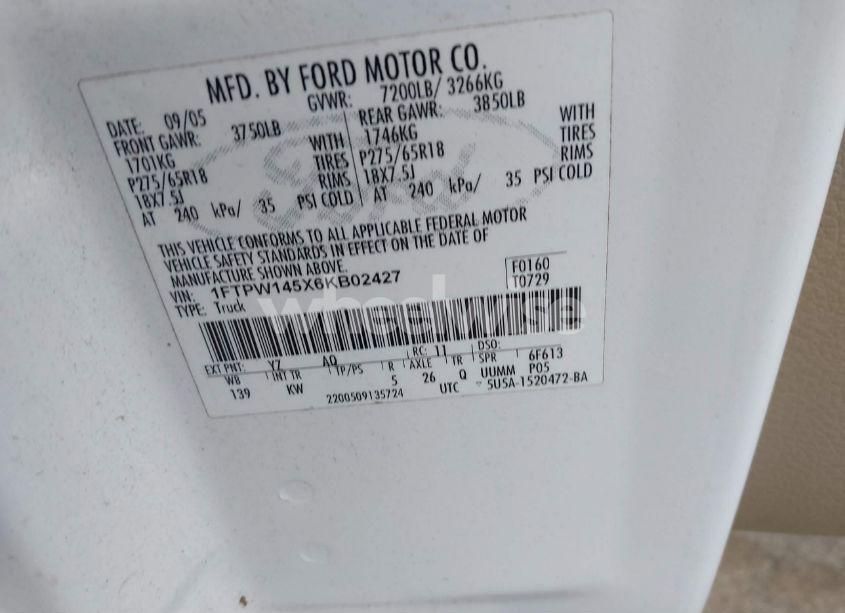 MFD. BY FORD MOTOR CO.
DATE: 09/05 GVWR: 7200LB/ 3266KG
FRONT GAWR: 3750LB REAR GAWR: 3850LB
1701KG WITH 1746KG WITH
P275/65R18 TIRES P275/65R18 TIRES
18X7.5J RIMS 18X7.5J RIMS
AT 240 kPa/ 35 PSI COLD AT 240 kPa/ 35 PSI COLD
THIS VEHICLE CONFORMS TO ALL APPLICABLE FEDERAL MOTOR
VEHICLE SAFETY STANDARDS IN EFFECT ON THE DATE OF
MANUFACTURE SHOWN ABOVE.
VIN: 1FTPW145X6KB02427 F0160
TYPE: Truck T0729
EXT PNT: YZ AQ RC: 11 DSO:
WB INT TR TP/PS R AXLE TR SPR 6F613
139 KW 5 26 Q UUMM P05
2200509135724 UTC 5U5A-1520472-BA
Ford
wheelhouse